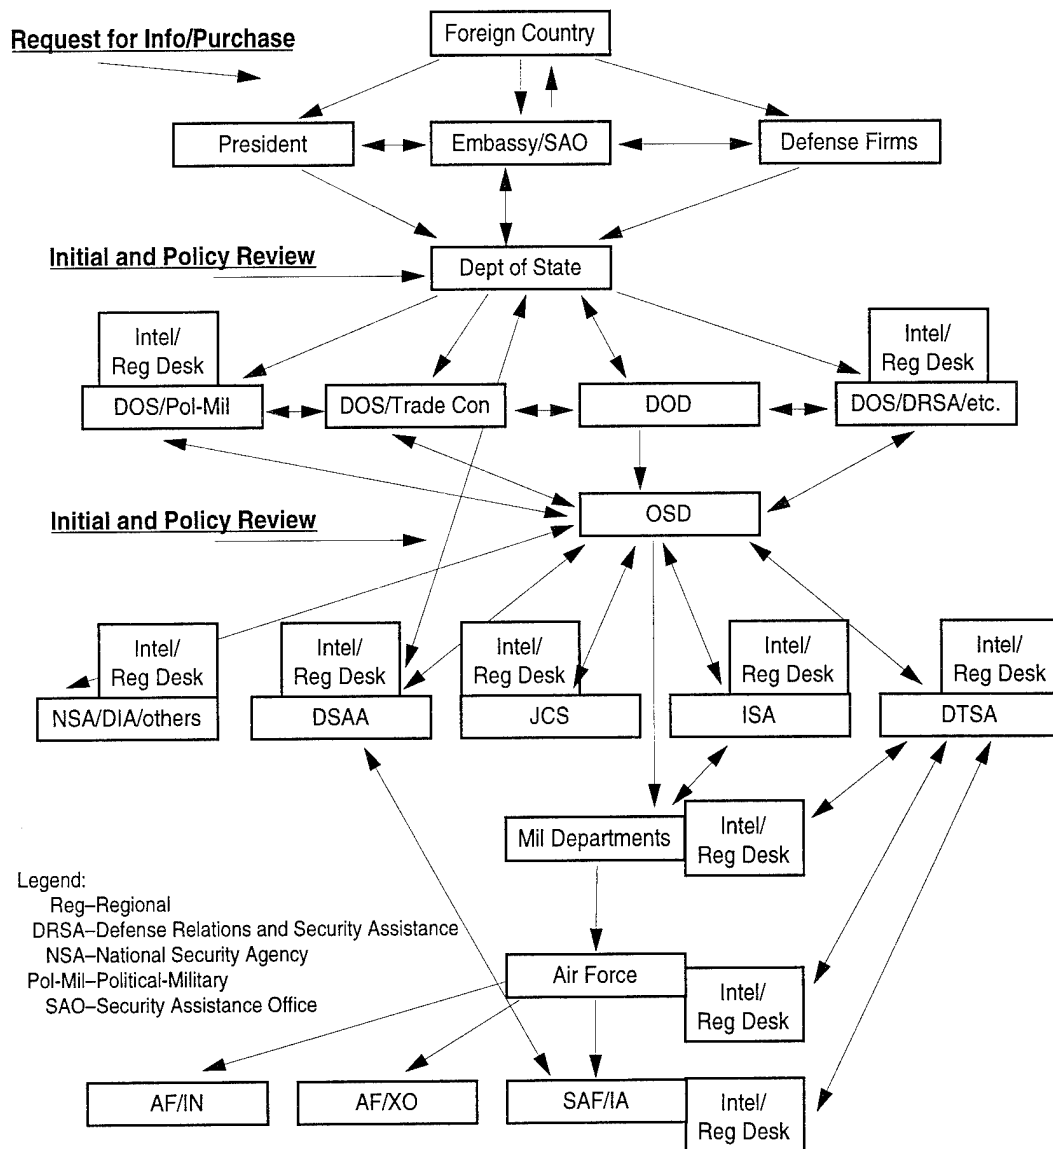 Foreign Country
Request for Info/Purchase
President
Embassy/SAO
Defense Firms
Initial and Policy Review
Dept of State
Intel/
Reg Desk
DOS/Pol-Mil
DOS/Trade Con
DOD
Intel/
Reg Desk
DOS/DRSA/etc.
OSD
Initial and Policy Review
Intel/
Reg Desk
NSA/DIA/others
Intel/
Reg Desk
DSAA
Intel/
Reg Desk
JCS
Intel/
Reg Desk
ISA
Intel/
Reg Desk
DTSA
Mil Departments
Intel/
Reg Desk
Legend:
Reg–Regional
DRSA–Defense Relations and Security Assistance
NSA–National Security Agency
Pol-Mil–Political-Military
SAO–Security Assistance Office
Air Force
Intel/
Reg Desk
AF/IN
AF/XO
SAF/IA
Intel/
Reg Desk